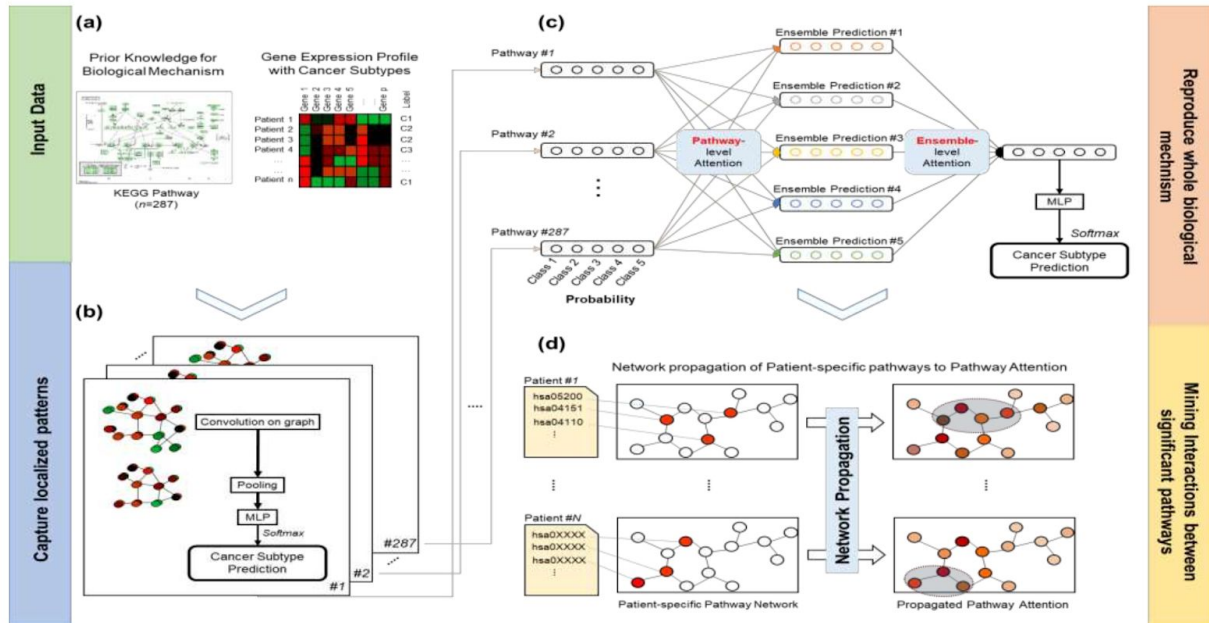 Input Data
Capture localized patterns
(a)
Prior Knowledge for
Biological Mechanism
KEGG Pathway
(n=287)
Gene Expression Profile
with Cancer Subtypes
Gene 1
Gene 2
Gene 3
Gene 4
Gene 5
...
Gene p
Label
Patient 1
C1
Patient 2
C2
Patient 3
C2
Patient 4
C3
...
...
Patient n
C1
(b)
Convolution on graph
Pooling
MLP
Softmax
Cancer Subtype
Prediction
#1
#2
#287
(c)
Pathway #1
Pathway #2
Pathway #287
Class 1
Class 2
Class 3
Class 4
Class 5
Probability
Pathway-
level
Attention
Ensemble Prediction #1
Ensemble Prediction #2
Ensemble Prediction #3
Ensemble Prediction #4
Ensemble Prediction #5
Ensemble-
level
Attention
MLP
Softmax
Cancer Subtype
Prediction
(d)
Network propagation of Patient-specific pathways to Pathway Attention
Patient #1
hsa05200
hsa04151
hsa04110
Patient #N
hsa0XXXX
hsa0XXXX
hsa0XXXX
Network Propagation
Patient-specific Pathway Network
Propagated Pathway Attention
Reproduce whole biological
mechnism
Mining Interactions between
significant pathways